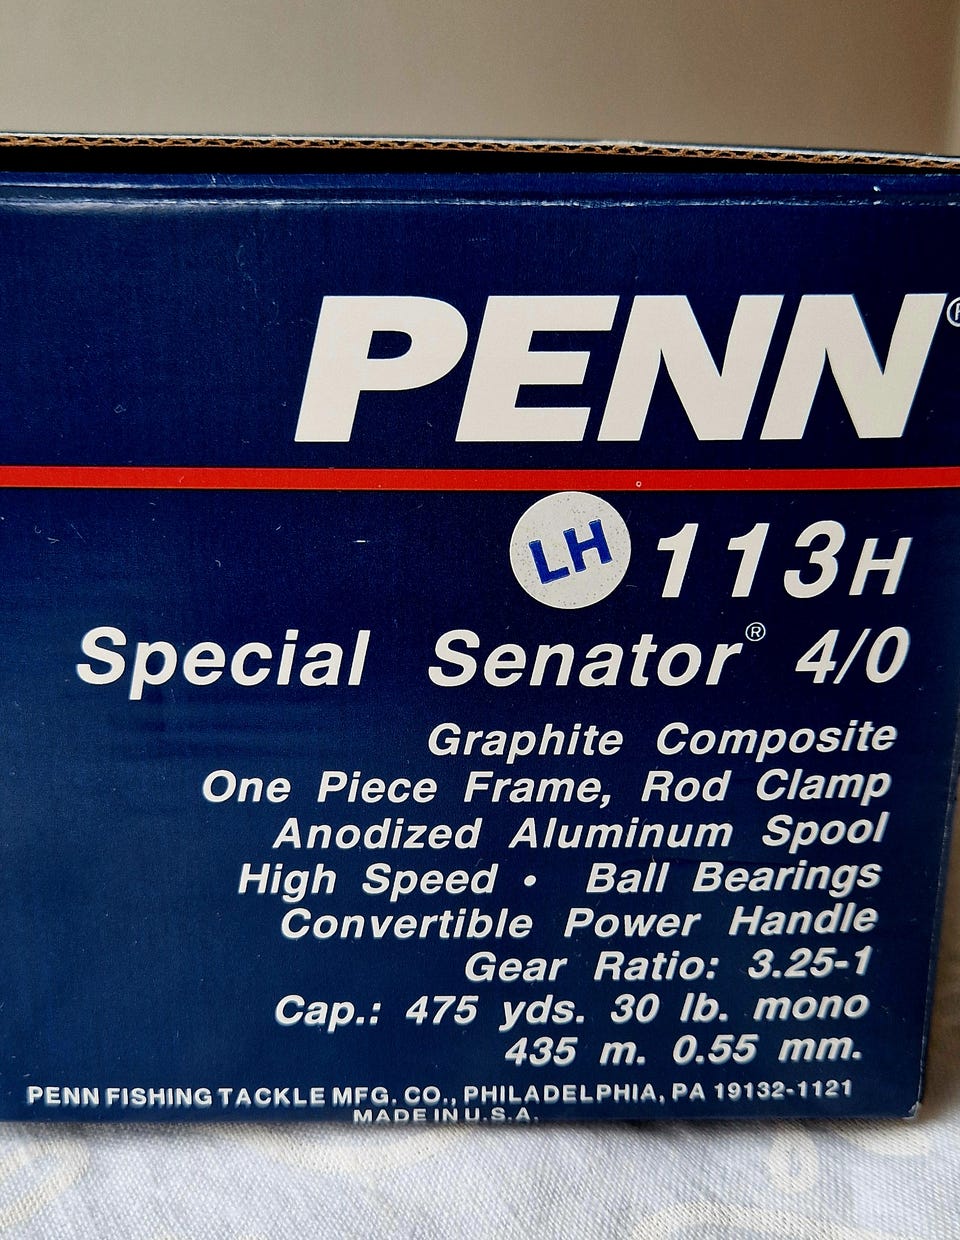 PENN®
LH 113H
Special Senator® 4/0
Graphite Composite
One Piece Frame, Rod Clamp
Anodized Aluminum Spool
High Speed • Ball Bearings
Convertible Power Handle
Gear Ratio: 3.25-1
Cap.: 475 yds. 30 lb. mono
435 m. 0.55 mm.
PENN FISHING TACKLE MFG. CO., PHILADELPHIA, PA 19132-1121
MADE IN U.S.A.